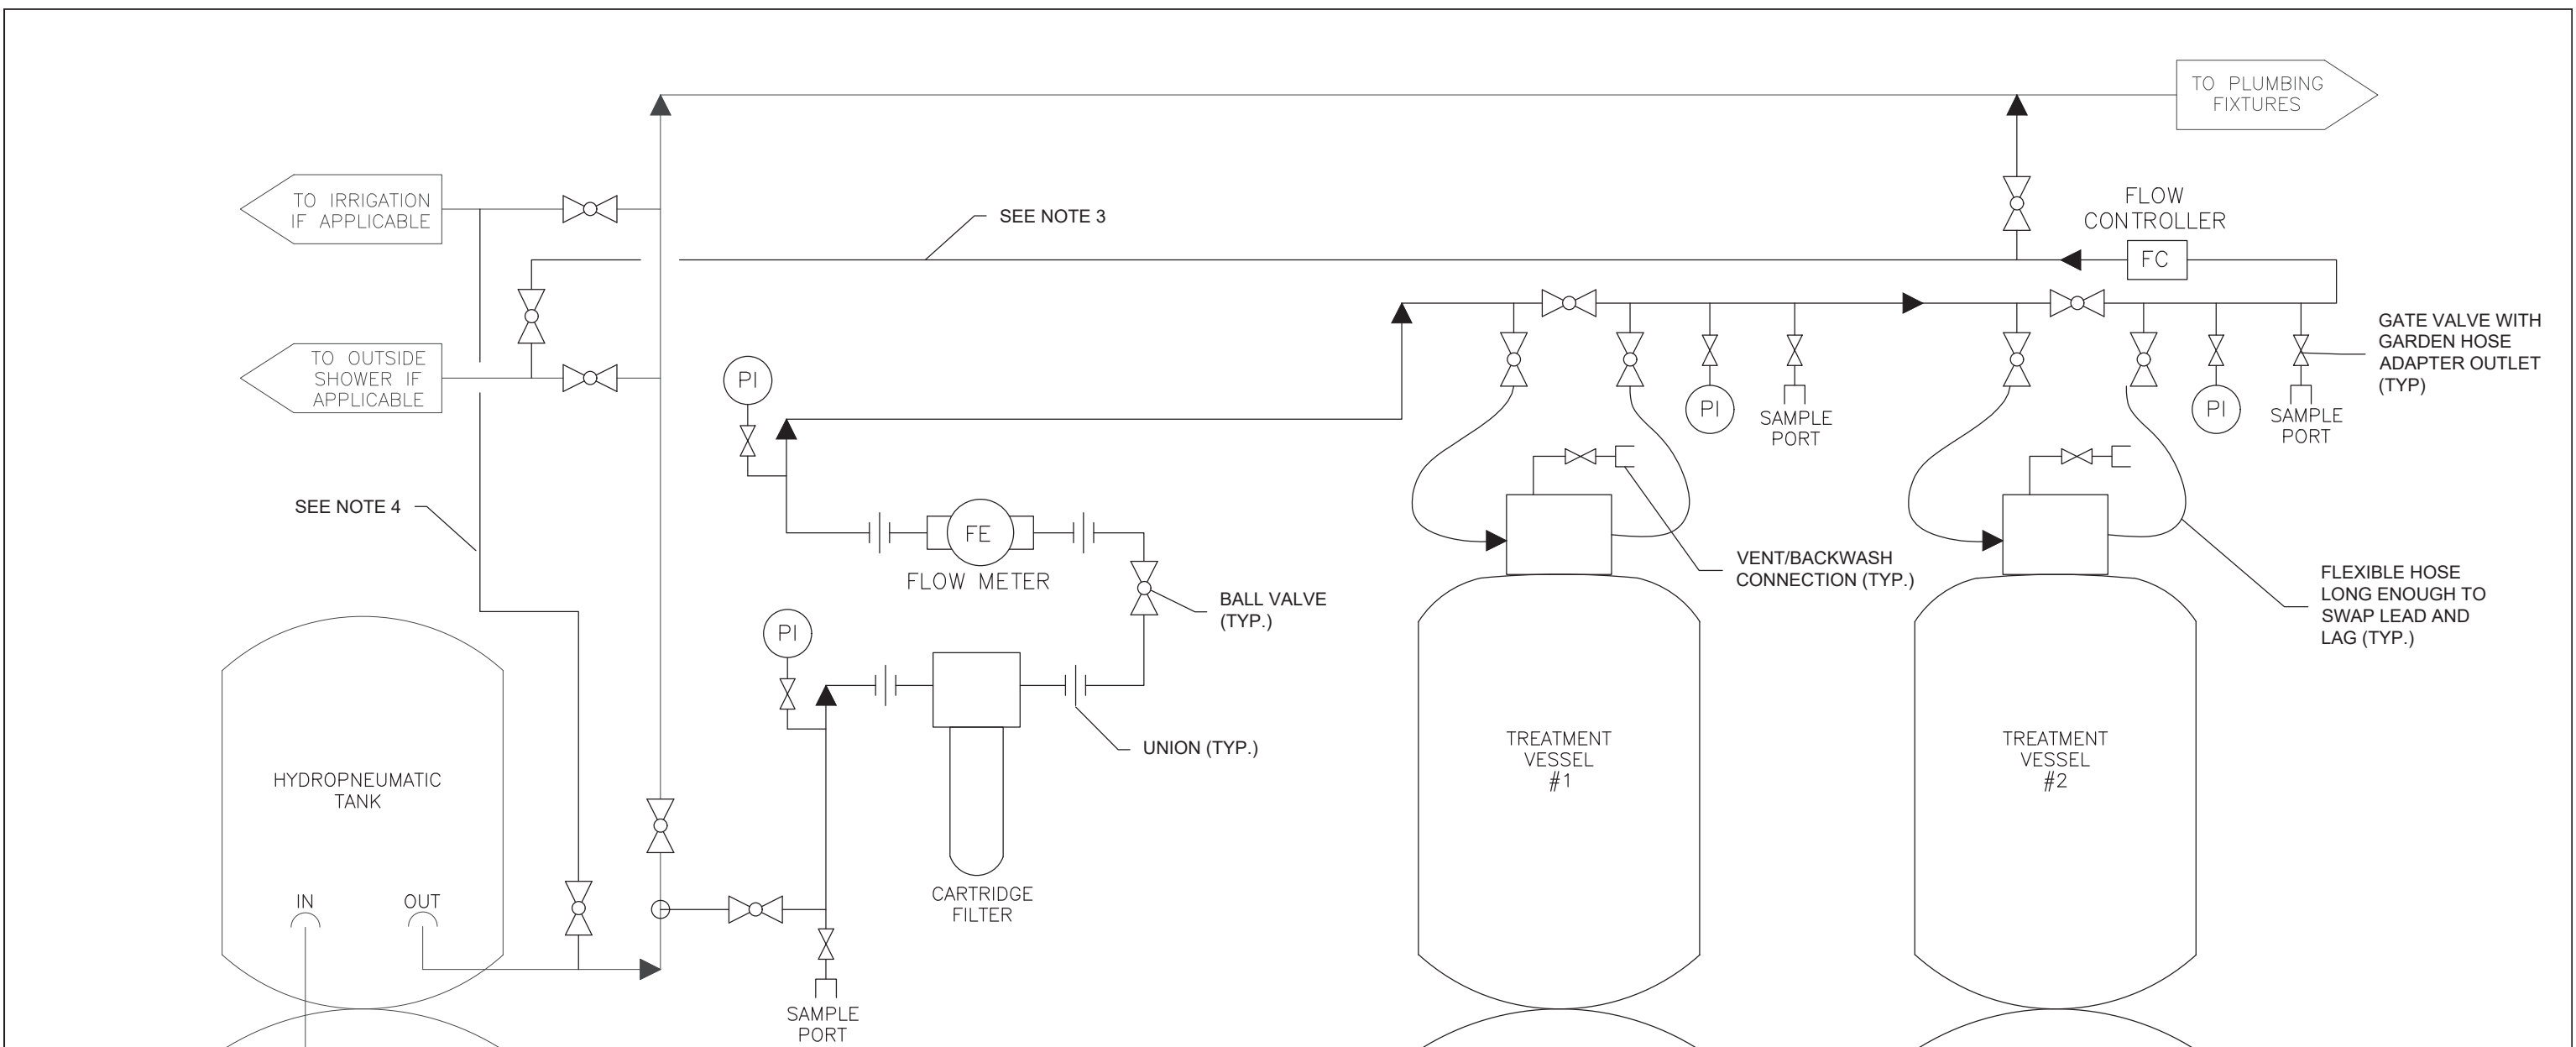 TO PLUMBING
FIXTURES
TO IRRIGATION
IF APPLICABLE
SEE NOTE 3
FLOW
CONTROLLER
FC
GATE VALVE WITH
GARDEN HOSE
ADAPTER OUTLET
(TYP)
TO OUTSIDE
SHOWER IF
APPLICABLE
PI
PI
SAMPLE
PORT
PI
SAMPLE
PORT
SEE NOTE 4
FE
FLOW METER
VENT/BACKWASH
CONNECTION (TYP.)
FLEXIBLE HOSE
LONG ENOUGH TO
SWAP LEAD AND
LAG (TYP.)
BALL VALVE
(TYP.)
PI
UNION (TYP.)
HYDROPNEUMATIC
TANK
TREATMENT
VESSEL
#1
TREATMENT
VESSEL
#2
IN
OUT
CARTRIDGE
FILTER
SAMPLE
PORT